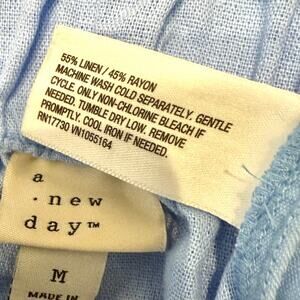 55% LINEN / 45% RAYON
MACHINE WASH COLD SEPARATELY. GENTLE
CYCLE. ONLY NON-CHLORINE BLEACH IF
NEEDED. TUMBLE DRY LOW. REMOVE
PROMPTLY. COOL IRON IF NEEDED.
RN17730 VN1055164
a
· new
day™
M
MADE IN